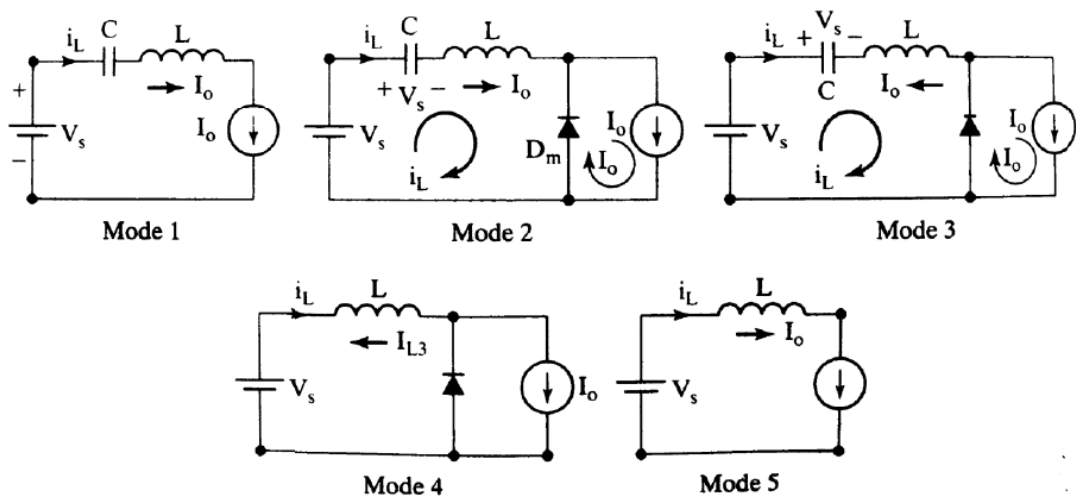 i_L C L
I_o
+
V_s
−
I_o
Mode 1
i_L C L
+ V_s −
I_o
V_s
i_L
D_m
I_o
I_o
Mode 2
i_L + V_s − L
C
I_o
V_s
i_L
I_o
I_o
Mode 3
i_L L
I_L3
V_s
I_o
Mode 4
i_L L
I_o
V_s
Mode 5